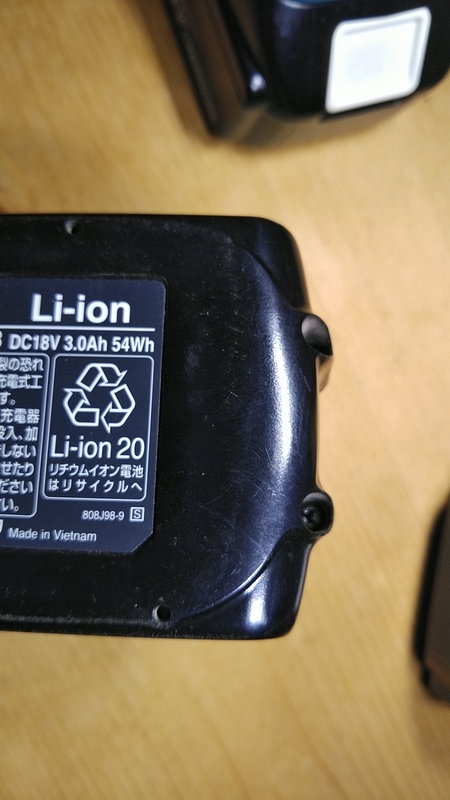 Li-ion
DC18V 3.0Ah 54Wh
裂の恐れ
充電式工
す。
充電器
投入、加
しない
せたり
ださい
い。
Li-ion 20
リチウムイオン電池
はリサイクルへ
808J98-9 S
Made in Vietnam